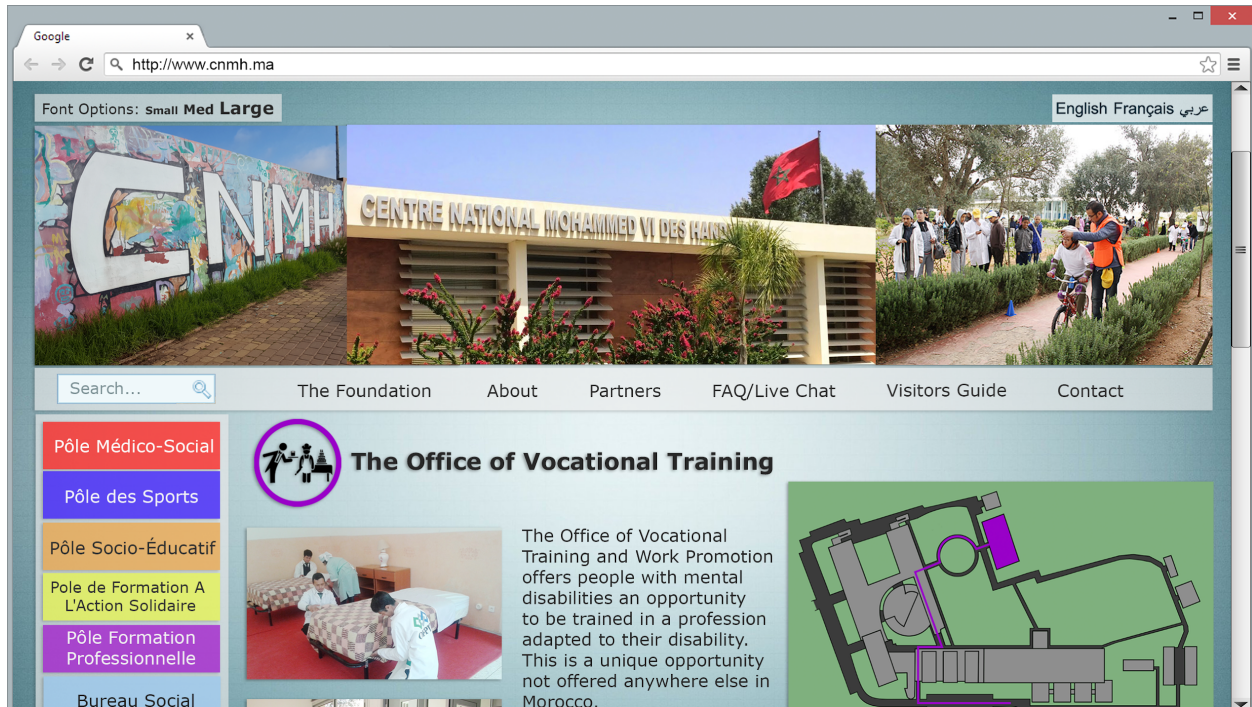 Google
http://www.cnmh.ma
Font Options: Small Med Large
English Français عربي
CNMH
CENTRE NATIONAL MOHAMMED VI DES
Search...
The Foundation
About
Partners
FAQ/Live Chat
Visitors Guide
Contact
Pôle Médico-Social
Pôle des Sports
Pôle Socio-Éducatif
Pole de Formation A
L'Action Solidaire
Pôle Formation
Professionnelle
Bureau Social
The Office of Vocational Training
The Office of Vocational
Training and Work Promotion
offers people with mental
disabilities an opportunity
to be trained in a profession
adapted to their disability.
This is a unique opportunity
not offered anywhere else in
Morocco.